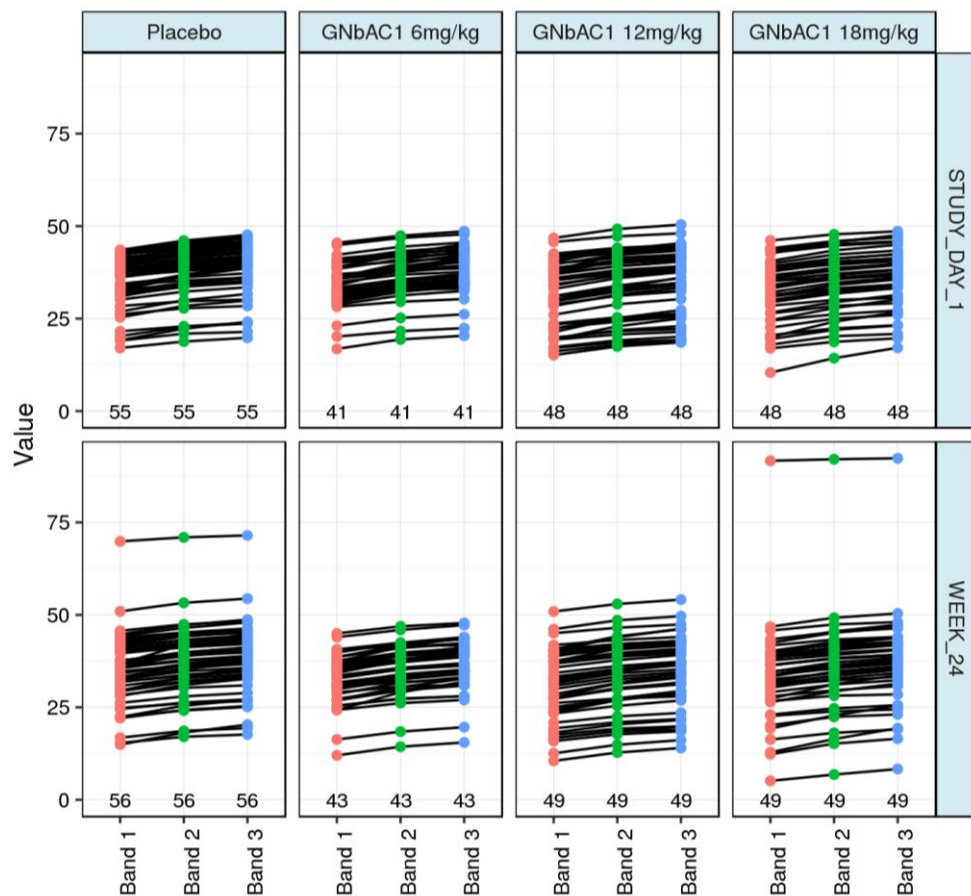 Placebo
GNbAC1 6mg/kg
GNbAC1 12mg/kg
GNbAC1 18mg/kg
Value
75
50
25
0
55 55 55
41 41 41
48 48 48
48 48 48
STUDY_DAY_1
75
50
25
0
56 56 56
43 43 43
49 49 49
49 49 49
WEEK_24
Band 1
Band 2
Band 3
Band 1
Band 2
Band 3
Band 1
Band 2
Band 3
Band 1
Band 2
Band 3